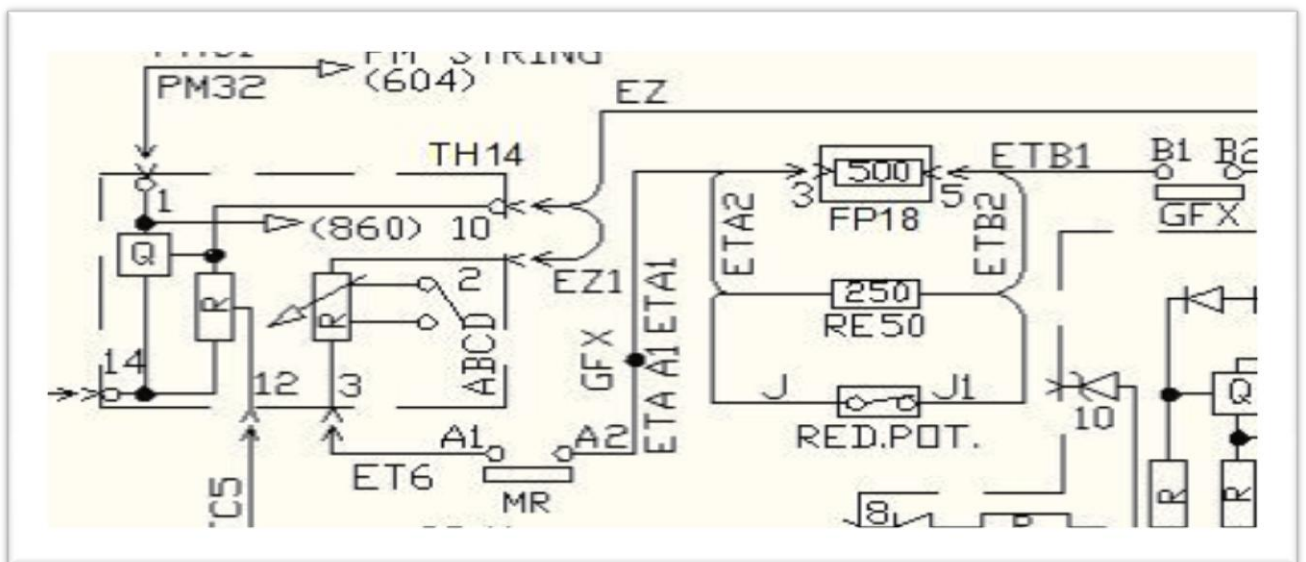 PM STRING
PM32
(604)
EZ
TH14
ETB1
B1
B2
500
1
3
5
FP18
GFX
(860)
10
ETA2
ETB2
Q
R
R
2
EZ1
250
RE50
ABCD
GFX
ETA A1 ETA1
14
12
3
J
J1
10
Q
RED.POT.
A1
A2
ET6
MR
TC5
8
R
R
R